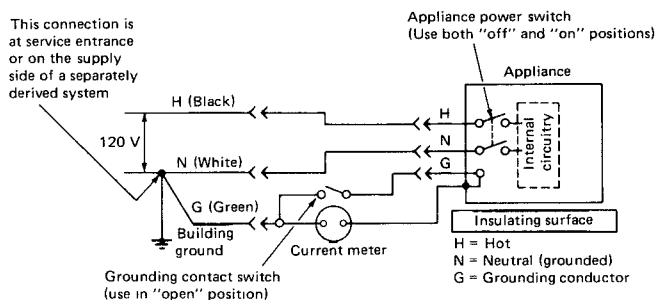 This connection is
at service entrance
or on the supply
side of a separately
derived system
Appliance power switch
(Use both "off" and "on" positions)
Appliance
H (Black)
H
120 V
N
N (White)
G
Internal
circuitry
G (Green)
Building
ground
Current meter
Insulating surface
H = Hot
N = Neutral (grounded)
G = Grounding conductor
Grounding contact switch
(use in "open" position)